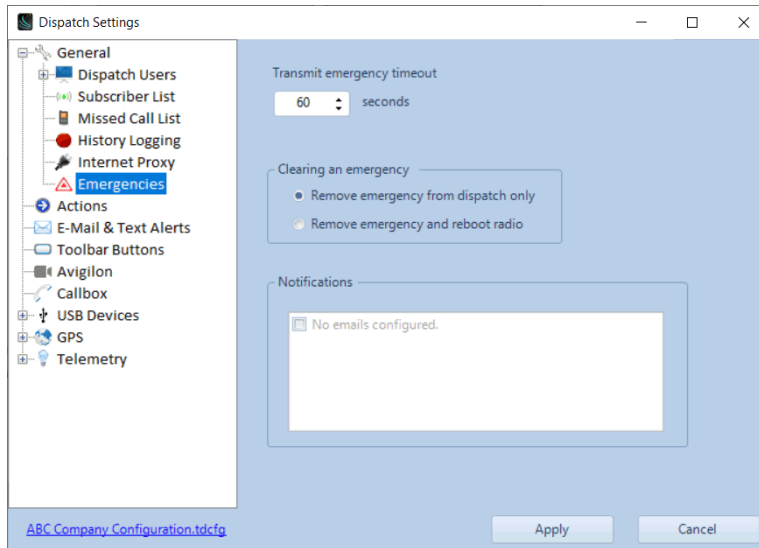 Dispatch Settings
General
Dispatch Users
Subscriber List
Missed Call List
History Logging
Internet Proxy
Emergencies
Actions
E-Mail & Text Alerts
Toolbar Buttons
Avigilon
Callbox
USB Devices
GPS
Telemetry
ABC Company Configuration.tdcfg
Transmit emergency timeout
60 seconds
Clearing an emergency
Remove emergency from dispatch only
Remove emergency and reboot radio
Notifications
No emails configured.
Apply Cancel